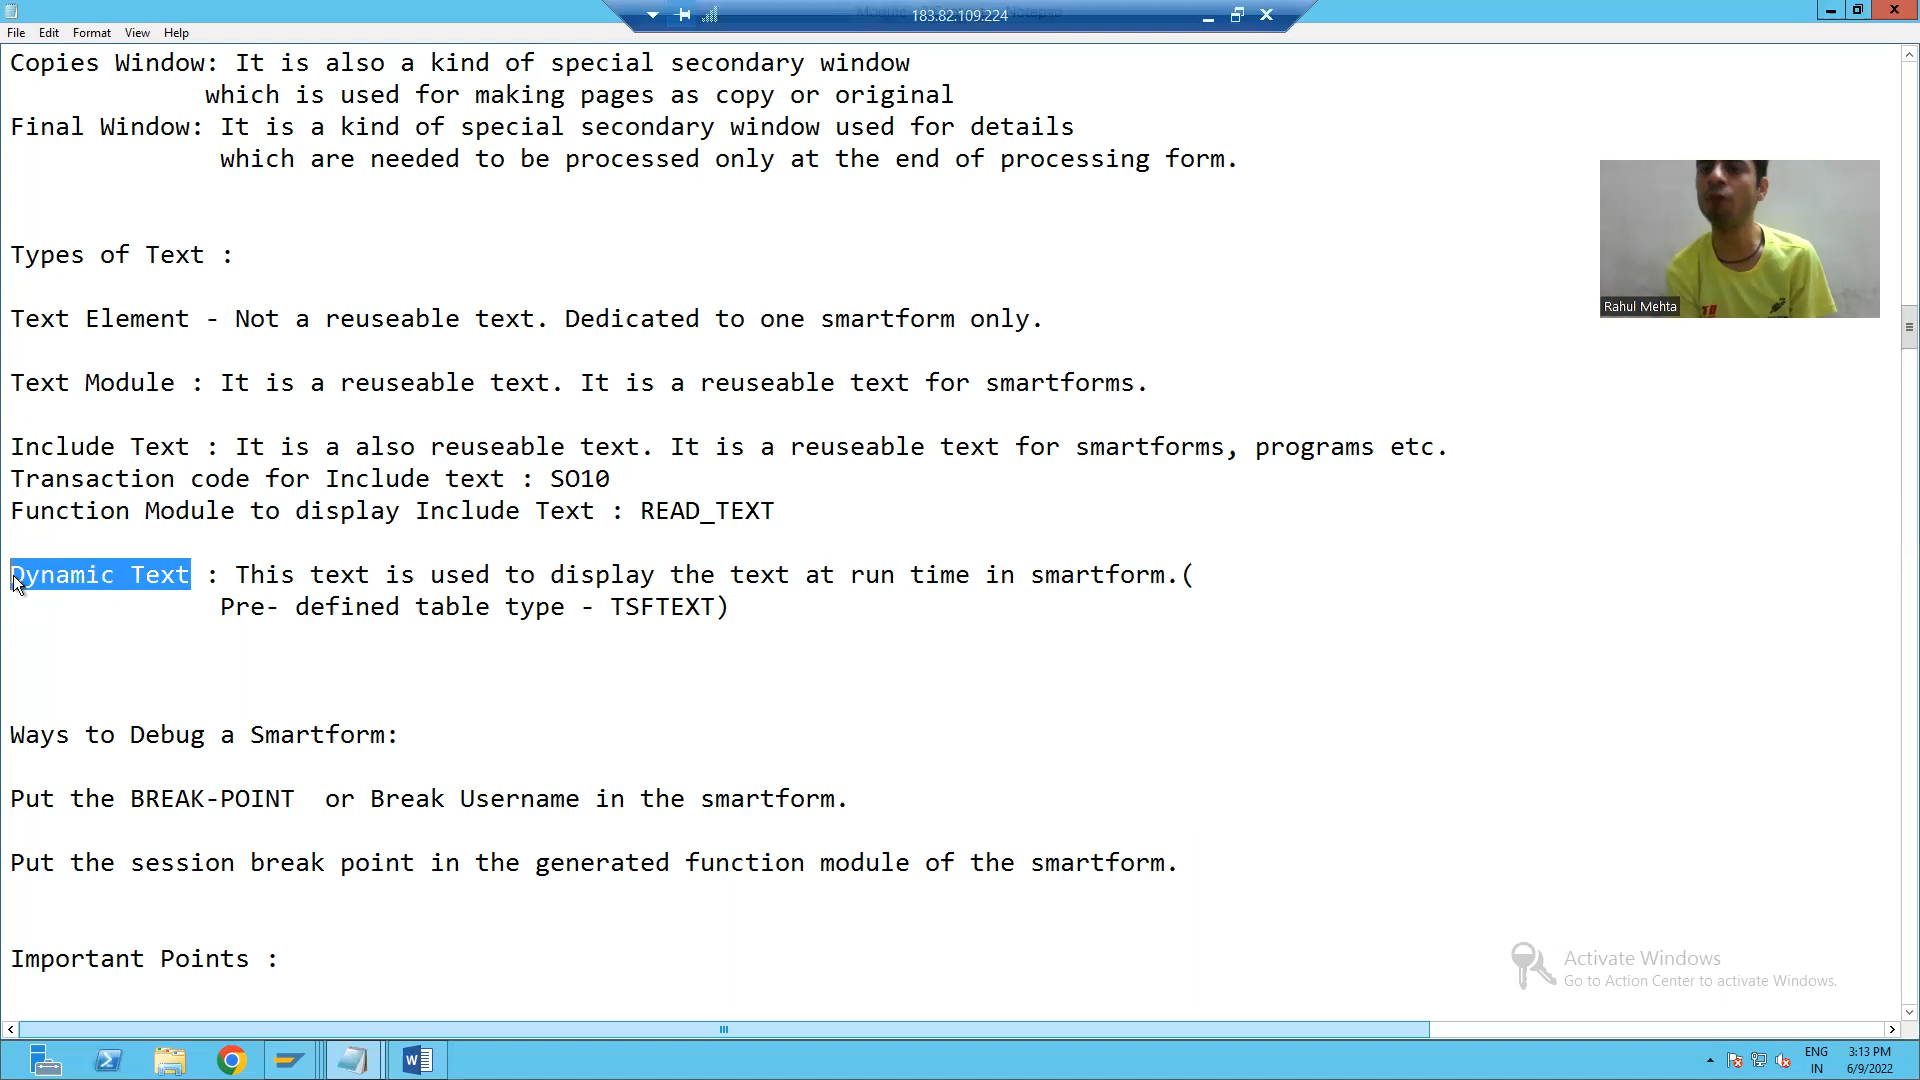 183.82.109.224
File Edit Format View Help
Copies Window: It is also a kind of special secondary window
which is used for making pages as copy or original
Final Window: It is a kind of special secondary window used for details
which are needed to be processed only at the end of processing form.
Types of Text :
Text Element - Not a reuseable text. Dedicated to one smartform only.
Text Module : It is a reuseable text. It is a reuseable text for smartforms.
Include Text : It is a also reuseable text. It is a reuseable text for smartforms, programs etc.
Transaction code for Include text : SO10
Function Module to display Include Text : READ_TEXT
Dynamic Text : This text is used to display the text at run time in smartform.(
Pre- defined table type - TSFTEXT)
Ways to Debug a Smartform:
Put the BREAK-POINT  or Break Username in the smartform.
Put the session break point in the generated function module of the smartform.
Important Points :
Rahul Mehta
Activate Windows
Go to Action Center to activate Windows.
ENG
IN
3:13 PM
6/9/2022